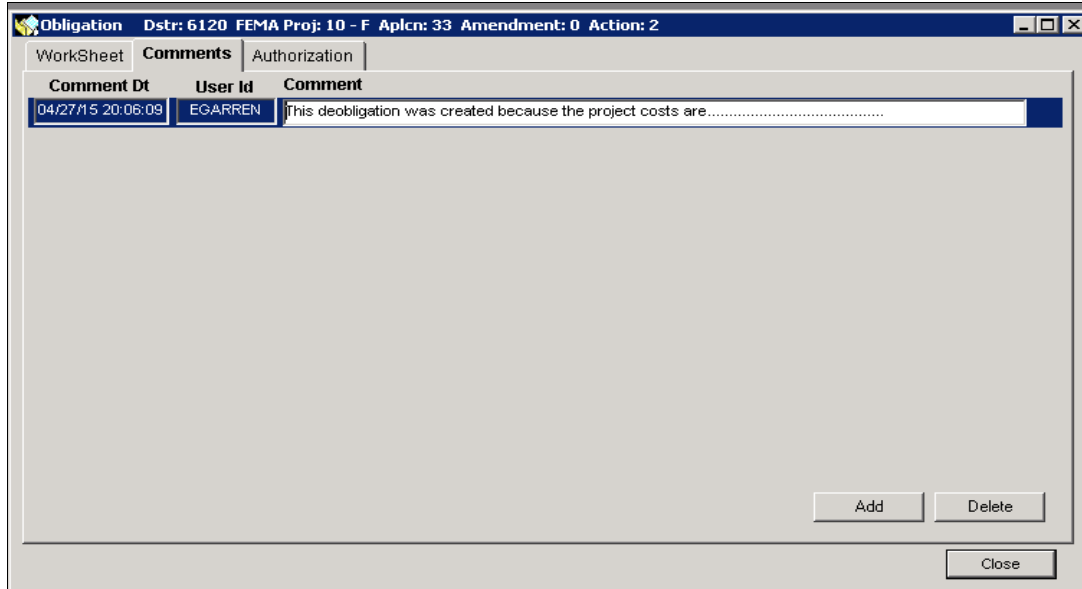 Obligation Dstr: 6120 FEMA Proj: 10 - F Aplcn: 33 Amendment: 0 Action: 2
WorkSheet Comments Authorization
Comment Dt User Id Comment
04/27/15 20:06:09 EGARREN This deobligation was created because the project costs are.........................................
Add Delete
Close